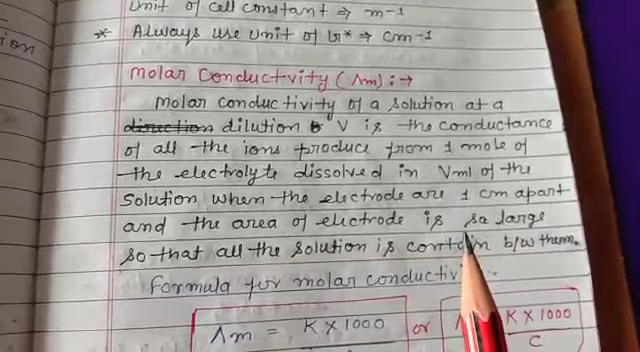 ion
Unit of cell constant ⇒ m-1
* Always use unit of G* ⇒ cm-1
Molar Conductivity (Λm) :→
Molar conductivity of a solution at a
dilution V is the conductance
of all the ions produce from 1 mole of
the electrolyte dissolved in Vml of the
Solution when the electrode are 1 cm apart
and the area of electrode is so large
so that all the solution is contain b/w them.
Formula for molar
Λm = K X 1000 or K X 1000
C